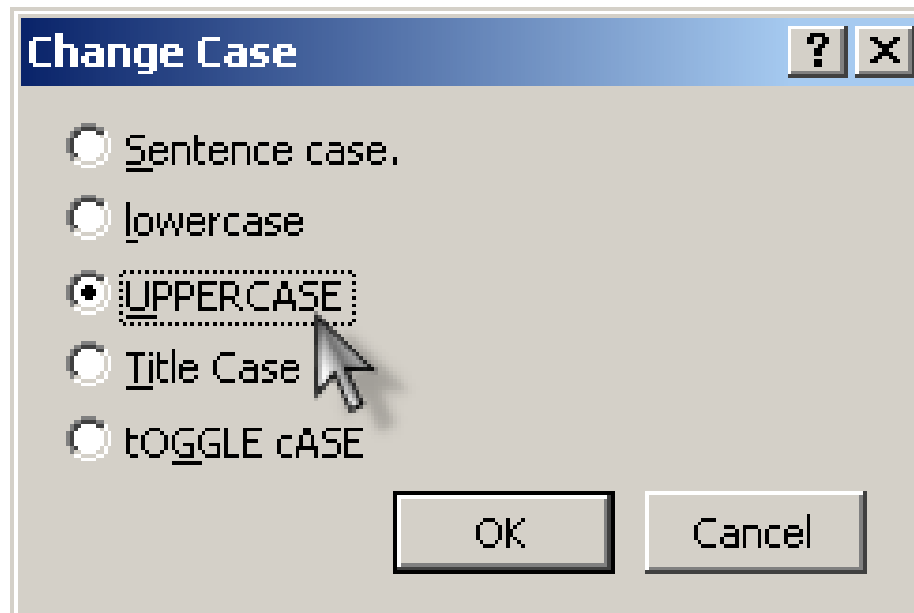 Change Case
Sentence case.
lowercase
UPPERCASE
Title Case
tOGGLE cASE
OK Cancel